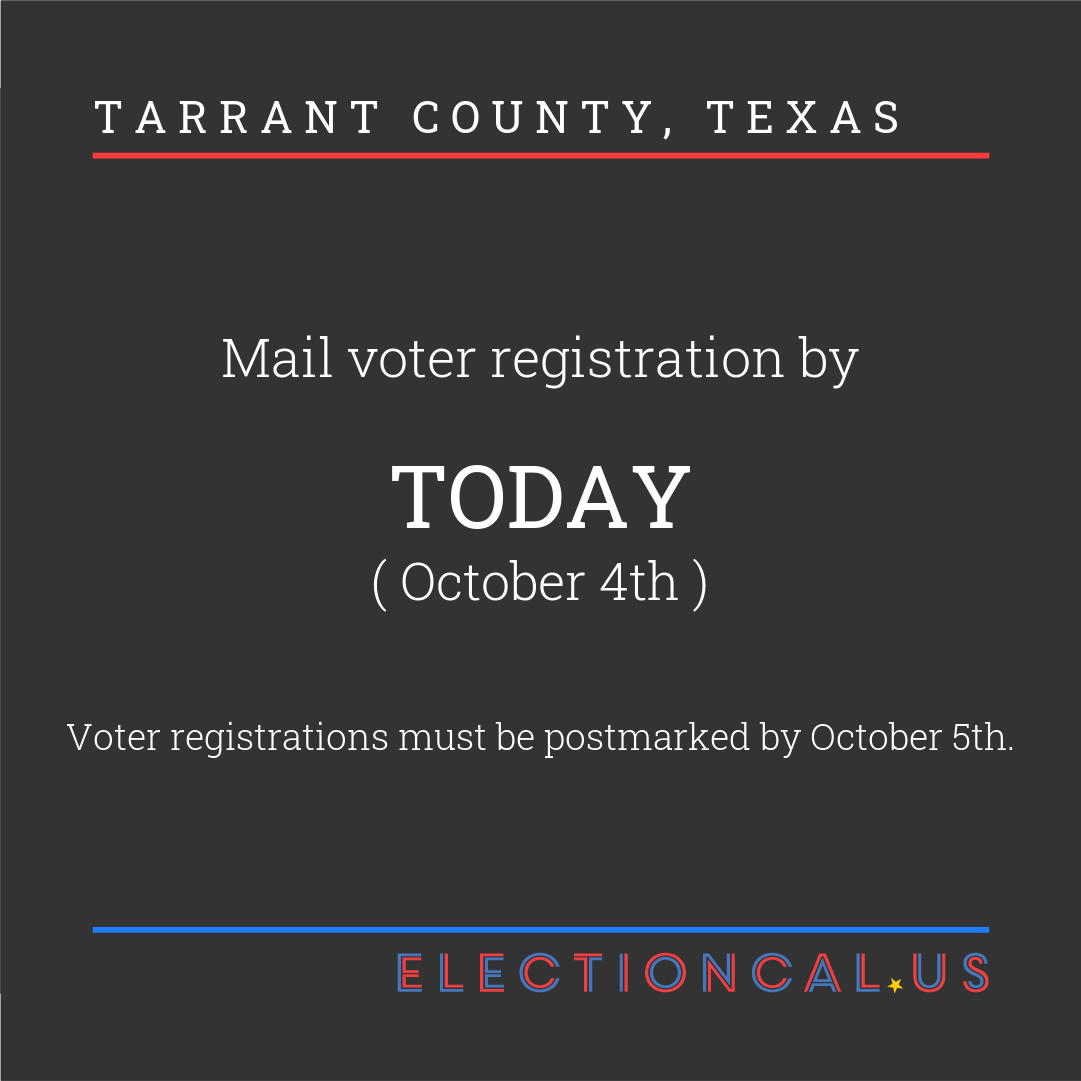 TARRANT COUNTY, TEXAS
Mail voter registration by
TODAY
( October 4th )
Voter registrations must be postmarked by October 5th.
ELECTIONCAL.US